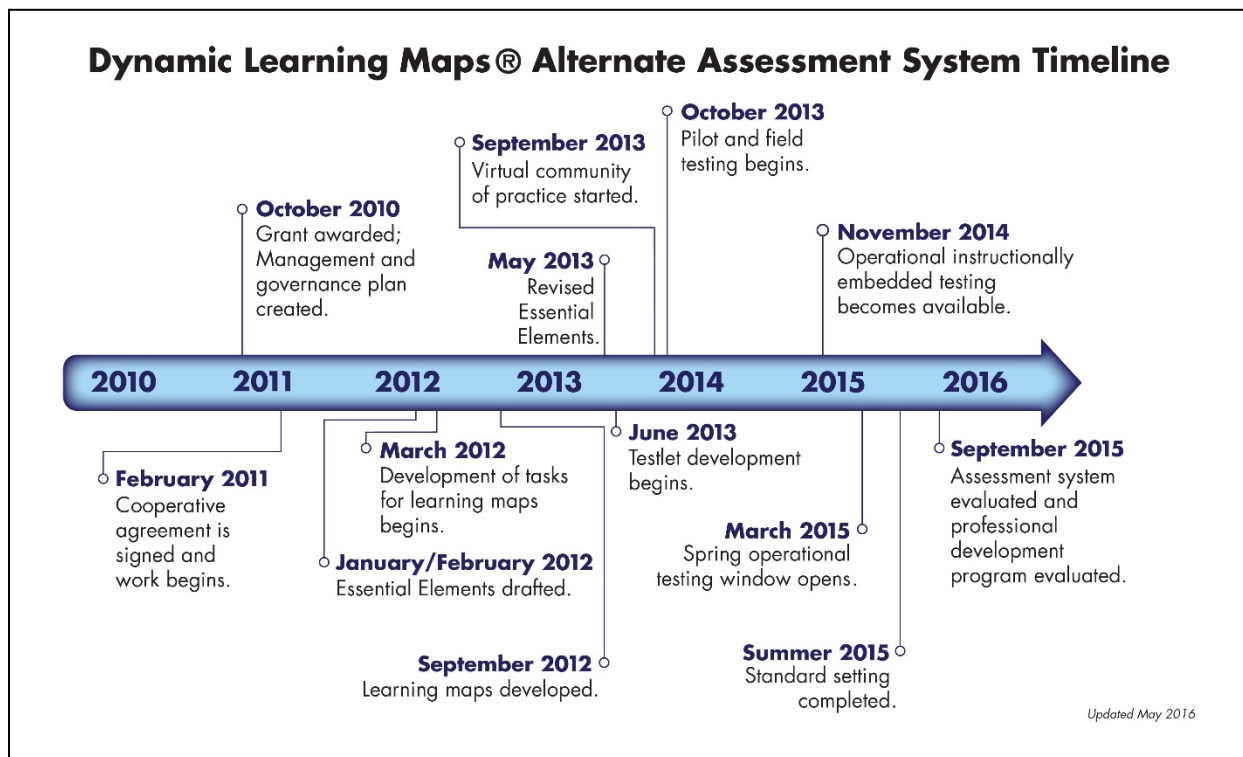 Dynamic Learning Maps® Alternate Assessment System Timeline
October 2010
Grant awarded;
Management and
governance plan
created.
September 2013
Virtual community
of practice started.
May 2013
Revised
Essential
Elements.
October 2013
Pilot and field
testing begins.
November 2014
Operational instructionally
embedded testing
becomes available.
2010 2011 2012 2013 2014 2015 2016
February 2011
Cooperative
agreement is
signed and
work begins.
March 2012
Development of tasks
for learning maps
begins.
January/February 2012
Essential Elements drafted.
September 2012
Learning maps developed.
June 2013
Testlet development
begins.
March 2015
Spring operational
testing window opens.
Summer 2015
Standard setting
completed.
September 2015
Assessment system
evaluated and
professional
development
program evaluated.
Updated May 2016